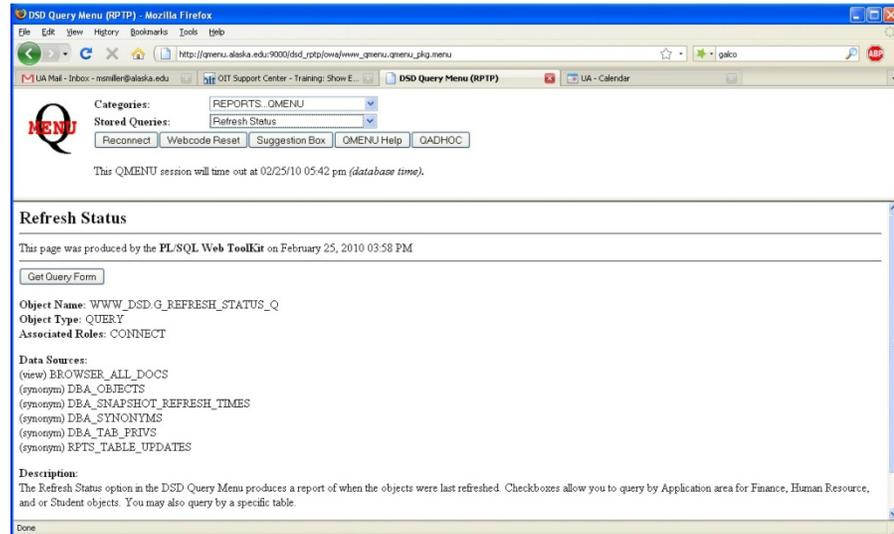 DSD Query Menu (RPTP) - Mozilla Firefox
File Edit View History Bookmarks Tools Help
http://qmenu.alaska.edu:9000/dsd_rptp/owa/www_qmenu.qmenu_pkg.menu
galco
ABP
UA Mail - Inbox - msmiller@alaska.edu
OIT Support Center - Training: Show E...
DSD Query Menu (RPTP)
UA - Calendar
QMENU
Categories: REPORTS...QMENU
Stored Queries: Refresh Status
Reconnect Webcode Reset Suggestion Box QMENU Help QADHOC
This QMENU session will time out at 02/25/10 05:42 pm (database time).
Refresh Status
This page was produced by the PL/SQL Web ToolKit on February 25, 2010 03:58 PM
Get Query Form
Object Name: WWW_DSD.G_REFRESH_STATUS_Q
Object Type: QUERY
Associated Roles: CONNECT
Data Sources:
(view) BROWSER_ALL_DOCS
(synonym) DBA_OBJECTS
(synonym) DBA_SNAPSHOT_REFRESH_TIMES
(synonym) DBA_SYNONYMS
(synonym) DBA_TAB_PRIVS
(synonym) RPTS_TABLE_UPDATES
Description:
The Refresh Status option in the DSD Query Menu produces a report of when the objects were last refreshed. Checkboxes allow you to query by Application area for Finance, Human Resource,
and or Student objects. You may also query by a specific table.
Done